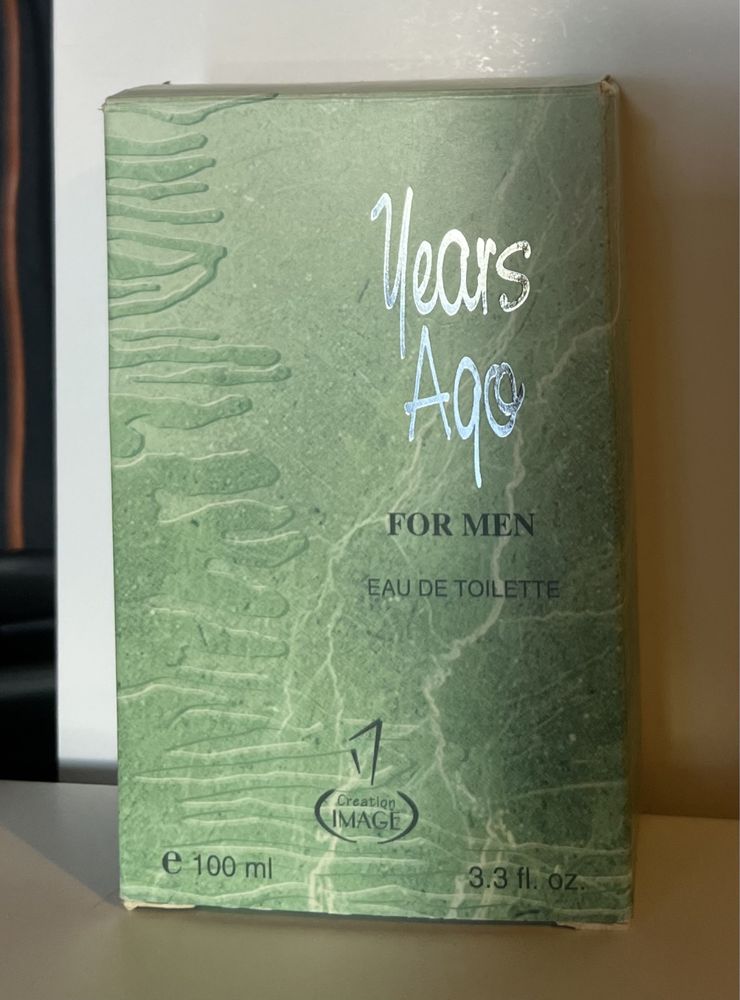 Years
Ago
FOR MEN
EAU DE TOILETTE
Creation
IMAGE
e 100 ml
3.3 fl. oz.